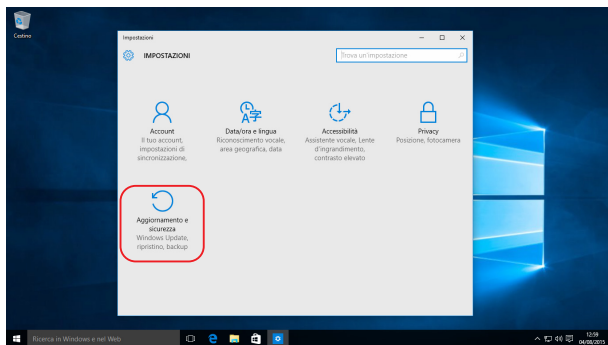 Cestino
Impostazioni
IMPOSTAZIONI
Trova un'impostazione
Account
Il tuo account,
impostazioni di
sincronizzazione,
Data/ora e lingua
Riconoscimento vocale,
area geografica, data
Accessibilità
Assistente vocale, Lente
d'ingrandimento,
contrasto elevato
Privacy
Posizione, fotocamera
Aggiornamento e
sicurezza
Windows Update,
ripristino, backup
Ricerca in Windows e nel Web
12:59
04/08/2015